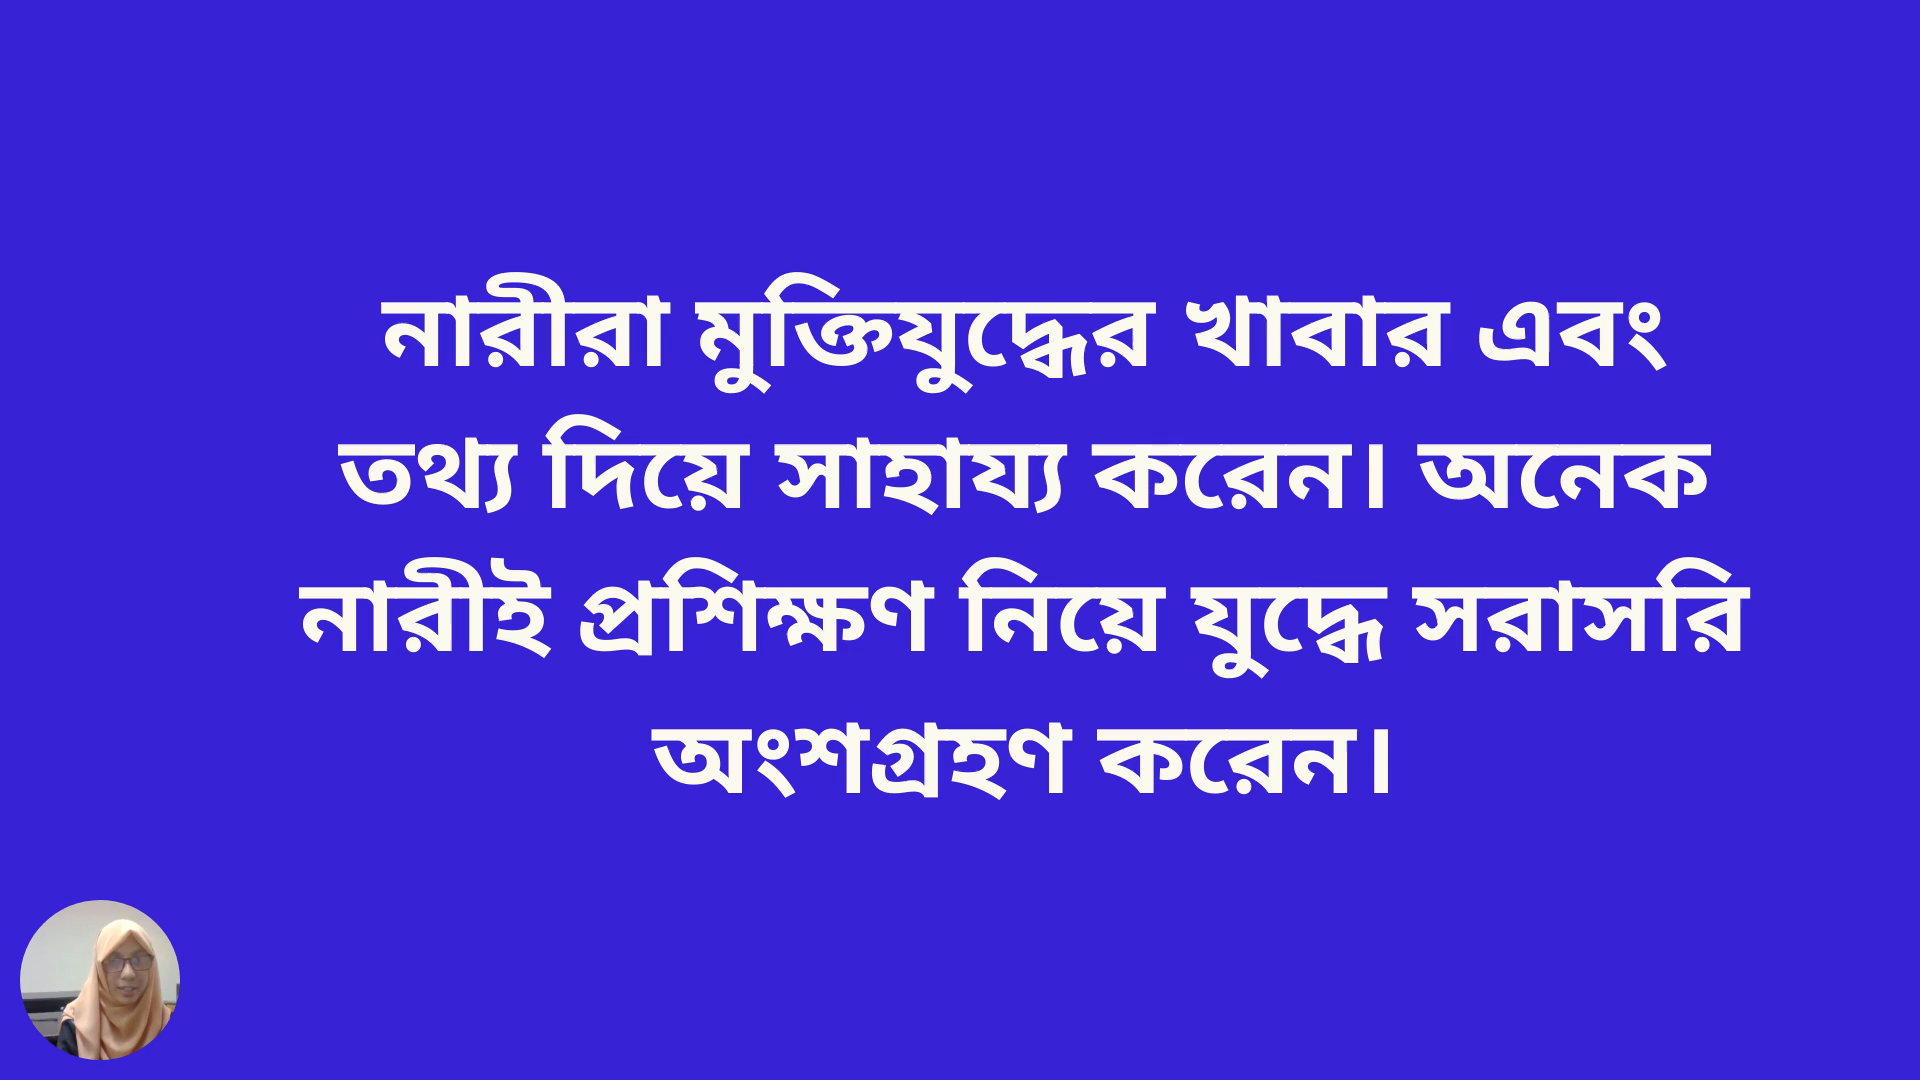 নারীরা মুক্তিযুদ্ধের খাবার এবং
তথ্য দিয়ে সাহায্য করেন। অনেক
নারীই প্রশিক্ষণ নিয়ে যুদ্ধে সরাসরি
অংশগ্রহণ করেন।